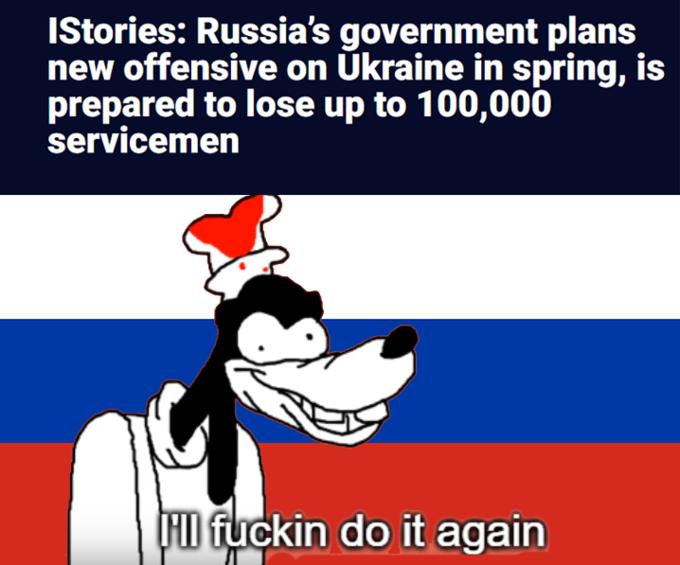 IStories: Russia's government plans
new offensive on Ukraine in spring, is
prepared to lose up to 100,000
servicemen
I'll fuckin do it again